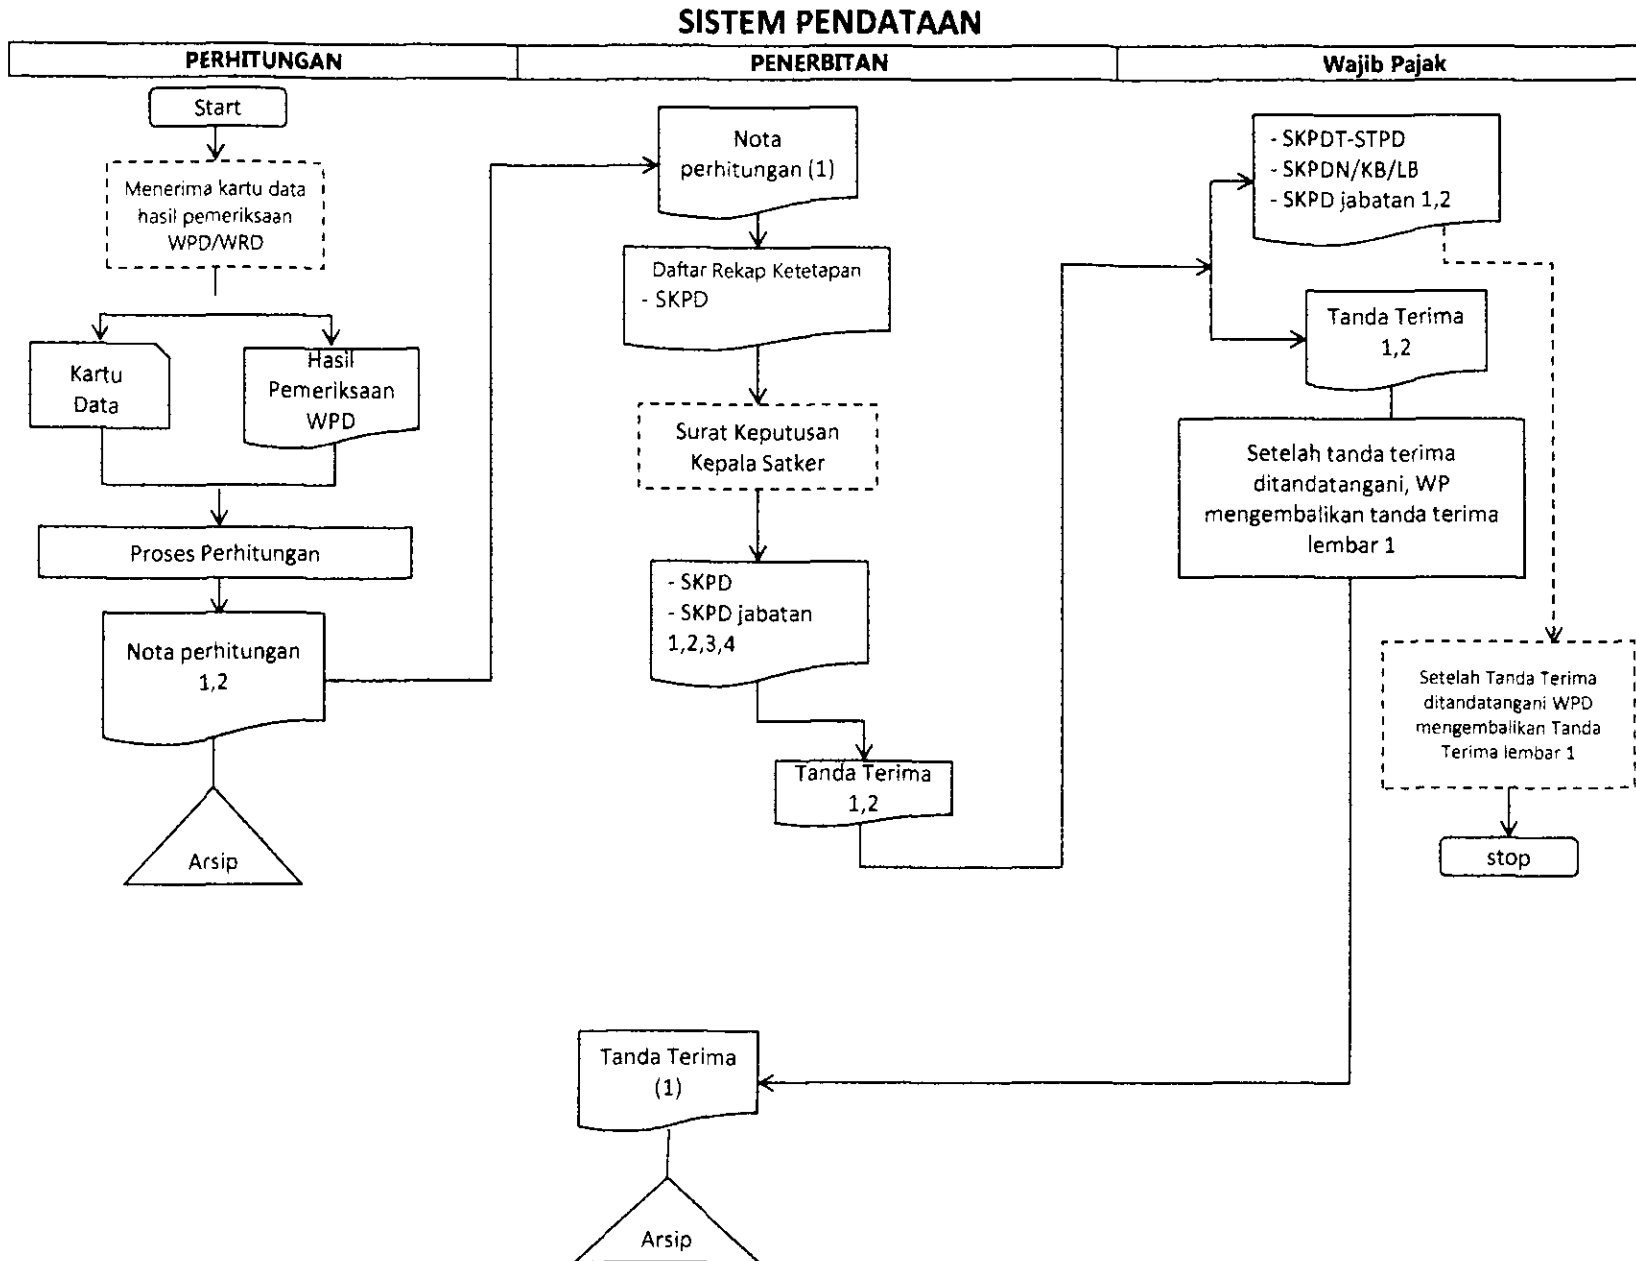 SISTEM PENDATAAN
PERHITUNGAN
PENERBITAN
Wajib Pajak
Start
Menerima kartu data
hasil pemeriksaan
WPD/WRD
Kartu
Data
Hasil
Pemeriksaan
WPD
Proses Perhitungan
Nota perhitungan
1,2
Arsip
Nota
perhitungan (1)
Daftar Rekap Ketetapan
- SKPD
Surat Keputusan
Kepala Satker
- SKPD
- SKPD jabatan
1,2,3,4
Tanda Terima
1,2
- SKPDT-STPD
- SKPDN/KB/LB
- SKPD jabatan 1,2
Tanda Terima
1,2
Setelah tanda terima
ditandatangani, WP
mengembalikan tanda terima
lembar 1
Setelah Tanda Terima
ditandatangani WPD
mengembalikan Tanda
Terima lembar 1
stop
Tanda Terima
(1)
Arsip